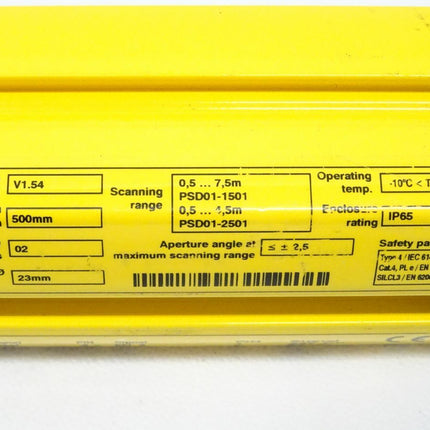 V1.54
500mm
02
23mm
Scanning range
0,5 ... 7,5m
PSD01-1501
0,5 ... 4,5m
PSD01-2501
Aperture angle at
maximum scanning range
≤ ± 2,5
Operating
temp.
-10°C < T
Enclosure
rating
IP65
Safety pa
Type 4 / IEC 61
Cat.4, PL e / EN
SILCL3 / EN 620